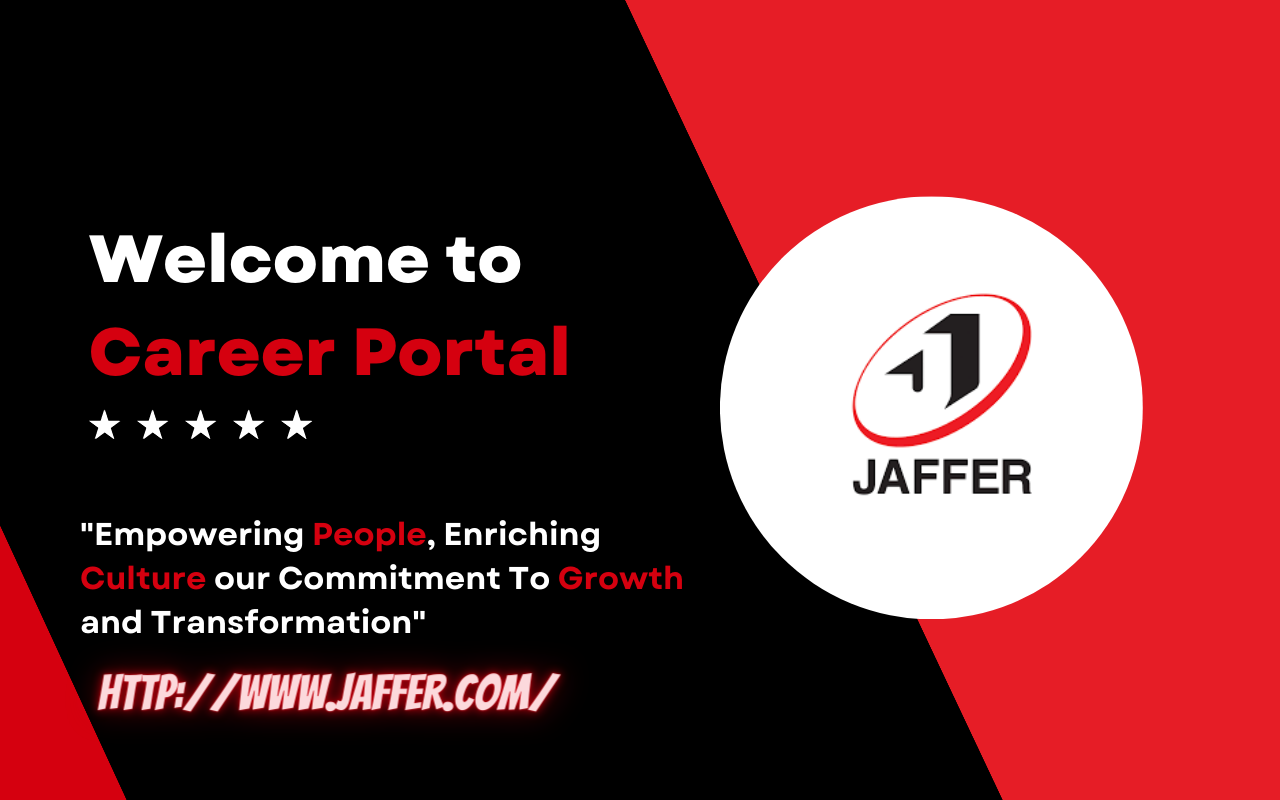 Welcome to
Career Portal
★ ★ ★ ★ ★
"Empowering People, Enriching
Culture our Commitment To Growth
and Transformation"
HTTP://WWW.JAFFER.COM/
JAFFER